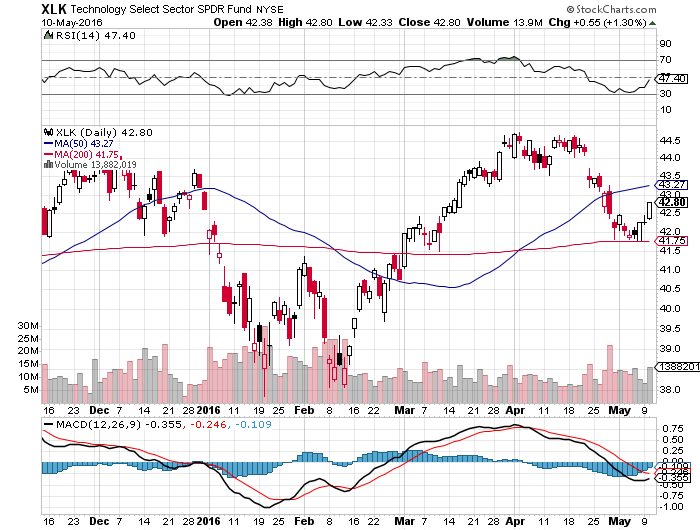 XLK Technology Select Sector SPDR Fund NYSE © StockCharts.com
10-May-2016 Open 42.38 High 42.80 Low 42.33 Close 42.80 Volume 13.9M Chg +0.55 (+1.30%)
RSI(14) 47.40
90
70
50
47.40
30
10
XLK (Daily) 42.80
MA(50) 43.27
MA(200) 41.75
Volume 13,882,019
44.5
44.0
43.5
43.27
43.0
42.80
42.5
42.0
41.75
41.5
41.0
40.5
40.0
39.5
39.0
38.0
13882019
30M
25M
20M
15M
10M
5M
16 23 Dec 7 14 21 28 2016 11 19 25 Feb 8 16 22 Mar 7 14 21 28 Apr 11 18 25 May 9
MACD(12,26,9) -0.355, -0.246, -0.109
0.75
0.50
0.25
0.00
-0.109
-0.246
-0.355
-0.75
-1.00
16 23 Dec 7 14 21 28 2016 11 19 25 Feb 8 16 22 Mar 7 14 21 28 Apr 11 18 25 May 9